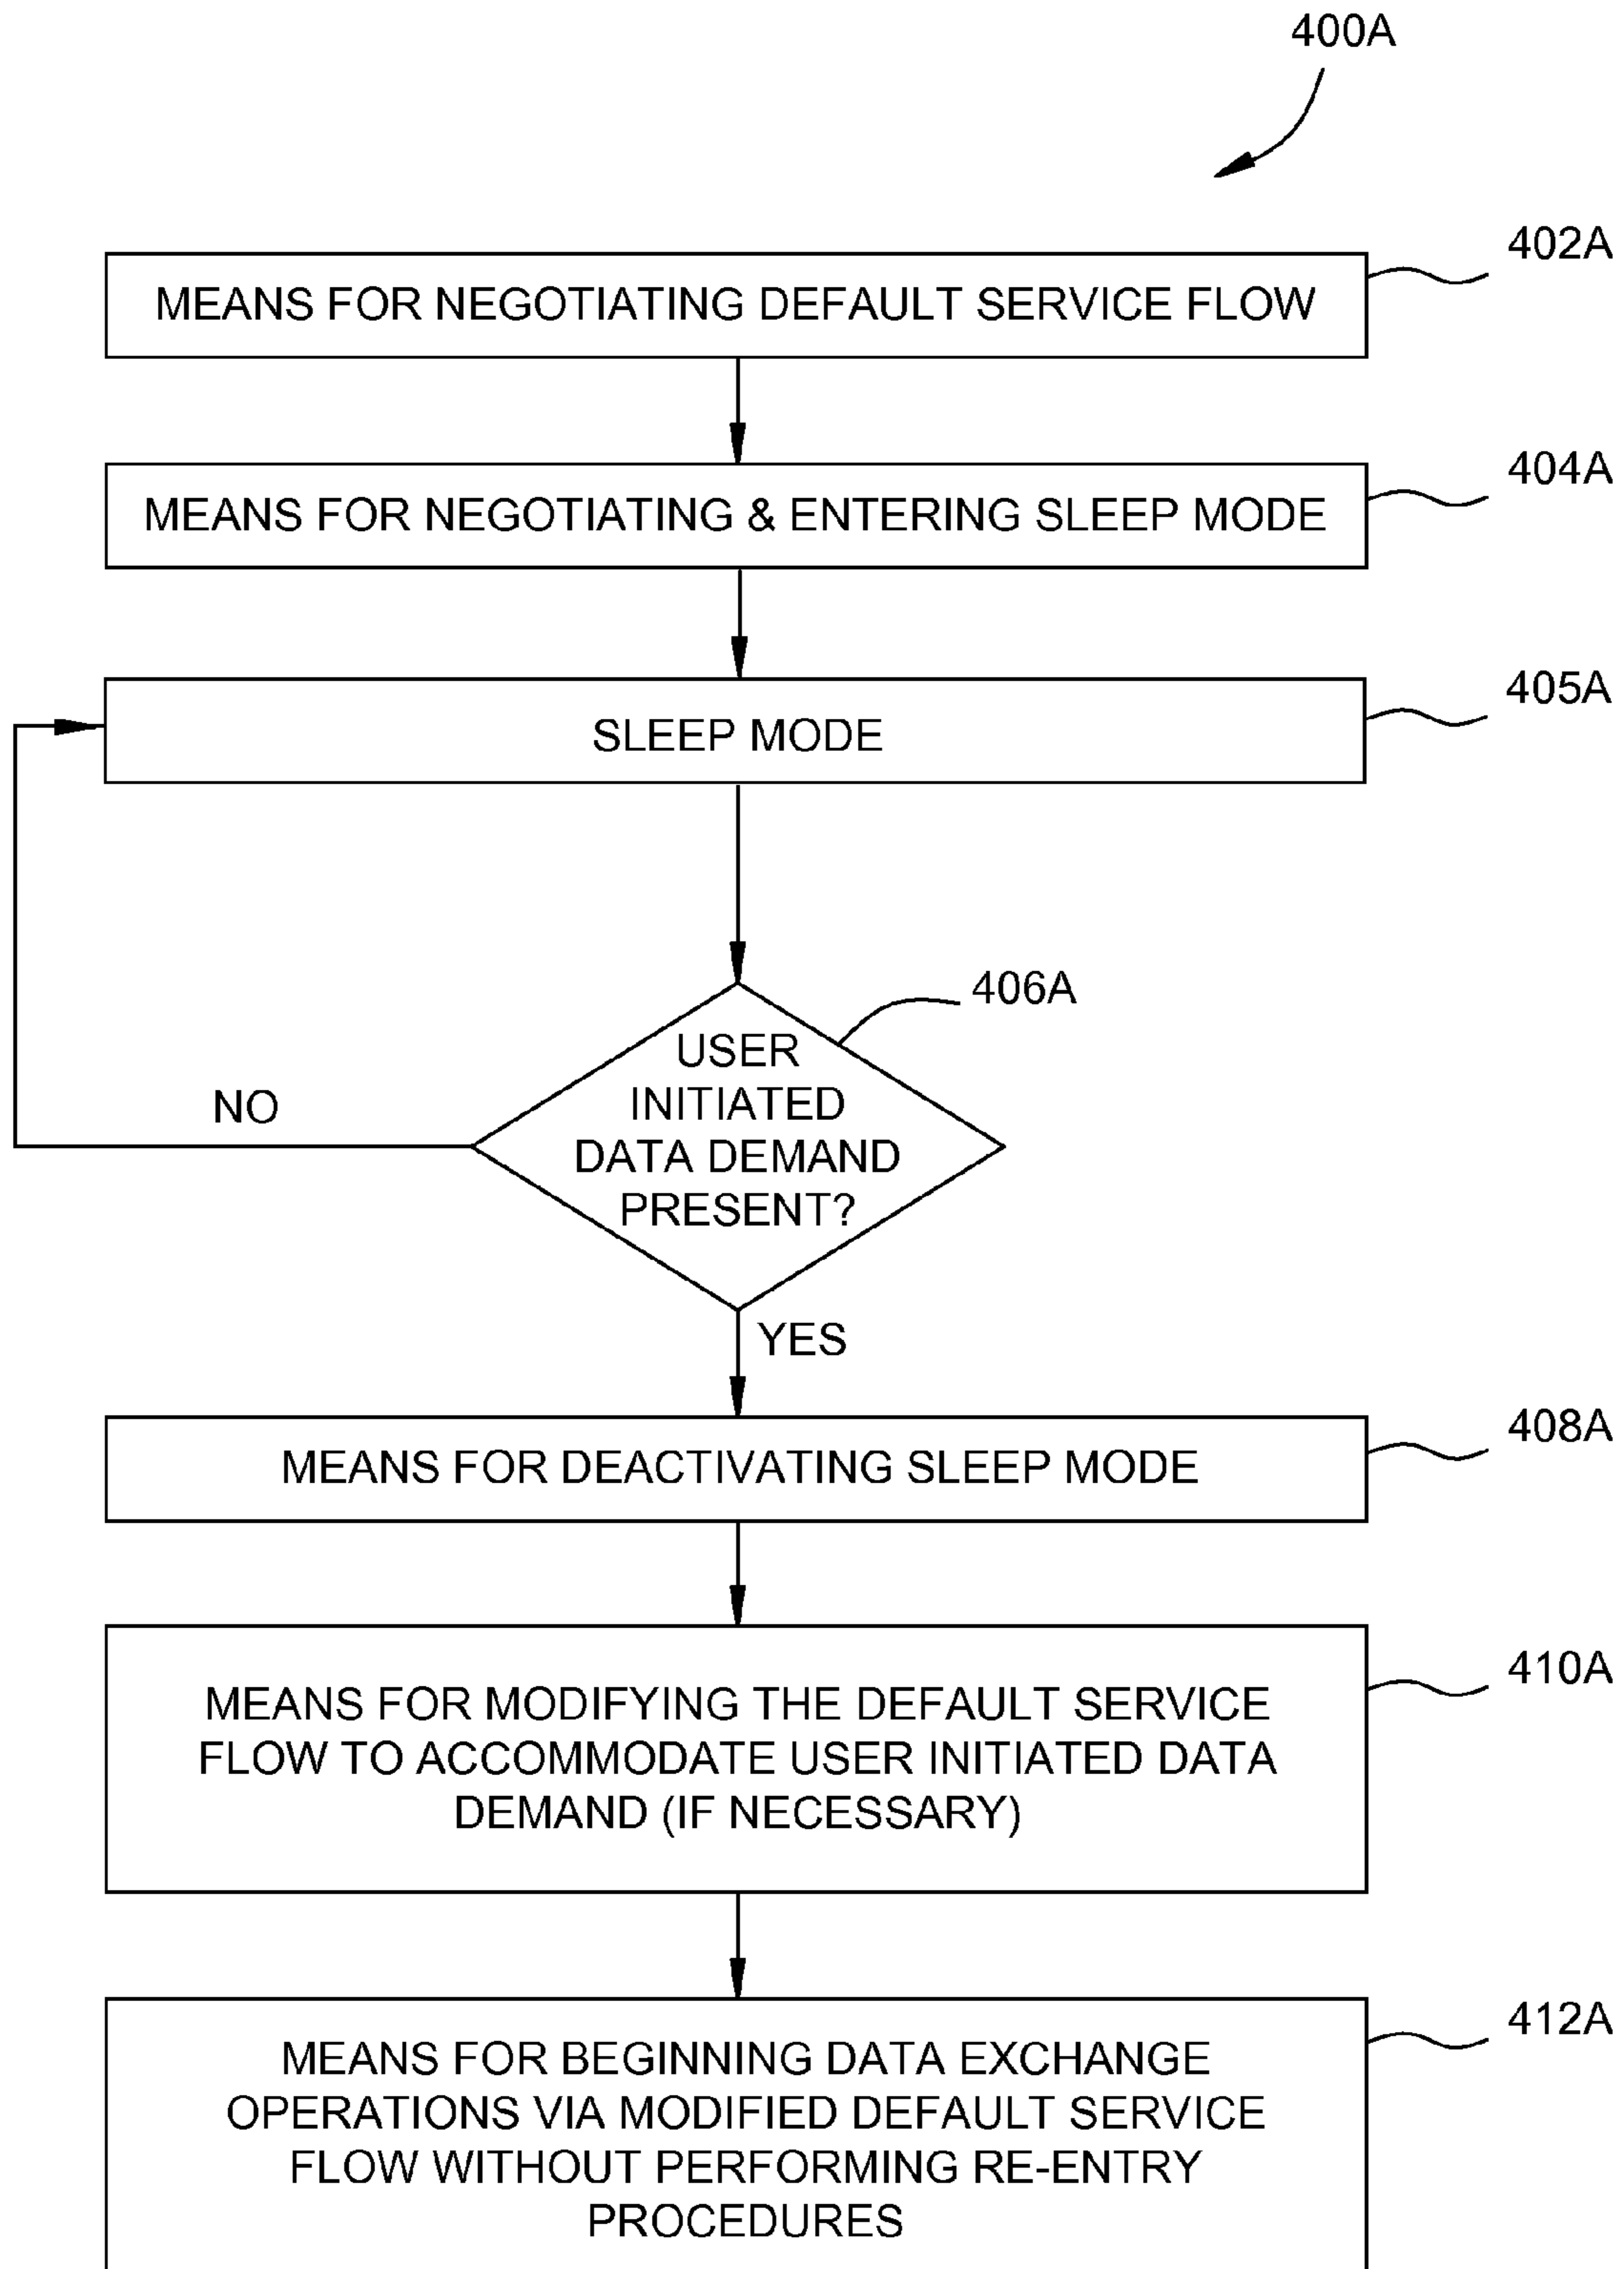 400A
402A
MEANS FOR NEGOTIATING DEFAULT SERVICE FLOW
404A
MEANS FOR NEGOTIATING & ENTERING SLEEP MODE
405A
SLEEP MODE
406A
USER
INITIATED
DATA DEMAND
PRESENT?
NO
YES
408A
MEANS FOR DEACTIVATING SLEEP MODE
410A
MEANS FOR MODIFYING THE DEFAULT SERVICE
FLOW TO ACCOMMODATE USER INITIATED DATA
DEMAND (IF NECESSARY)
412A
MEANS FOR BEGINNING DATA EXCHANGE
OPERATIONS VIA MODIFIED DEFAULT SERVICE
FLOW WITHOUT PERFORMING RE-ENTRY
PROCEDURES